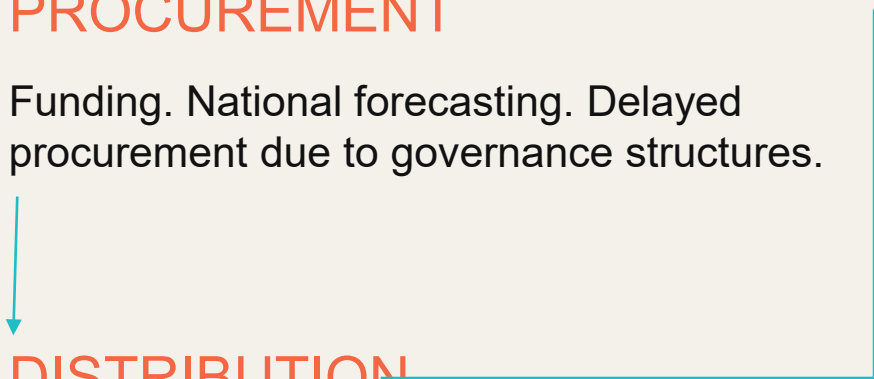 PROCUREMENT
Funding. National forecasting. Delayed
procurement due to governance structures.
DISTRIBUTION